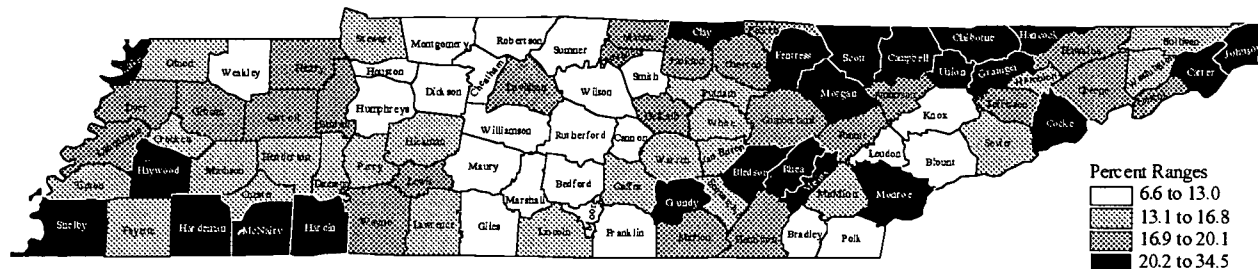 Stewart
Montgomery
Robertson
Sumner
Clay
Fentress
Scott
Campbell
Claiborne
Hancock
Sullivan
Johnson
Obion
Weakley
Henry
Houston
Cheatham
Davidson
Wilson
Smith
Morgan
Union
Grainger
Carter
Dyer
Gibson
Carroll
Humphreys
Dickson
Putnam
Cumberland
Knox
Cocke
Crockett
Williamson
Rutherford
Cannon
White
Van Buren
Roane
Loudon
Blount
Sevier
Haywood
Madison
Henderson
Perry
Hickman
Maury
Bedford
Warren
Bledsoe
Rhea
Meigs
McMinn
Monroe
Tipton
Chester
Decatur
Lewis
Marshall
Coffee
Grundy
Shelby
Fayette
Hardeman
McNairy
Hardin
Wayne
Lawrence
Giles
Lincoln
Moore
Franklin
Marion
Hamilton
Bradley
Polk
Percent Ranges
6.6 to 13.0
13.1 to 16.8
16.9 to 20.1
20.2 to 34.5